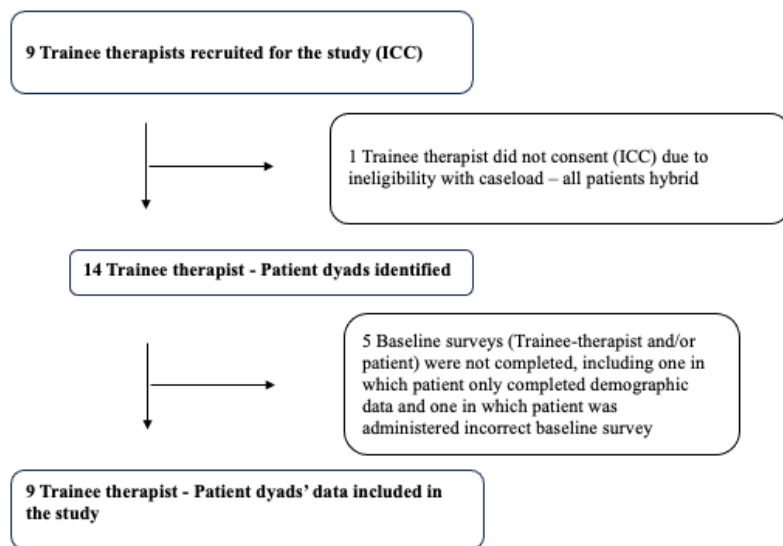 9 Trainee therapists recruited for the study (ICC)
1 Trainee therapist did not consent (ICC) due to
ineligibility with caseload – all patients hybrid
14 Trainee therapist - Patient dyads identified
5 Baseline surveys (Trainee-therapist and/or
patient) were not completed, including one in
which patient only completed demographic
data and one in which patient was
administered incorrect baseline survey
9 Trainee therapist - Patient dyads’ data included in
the study